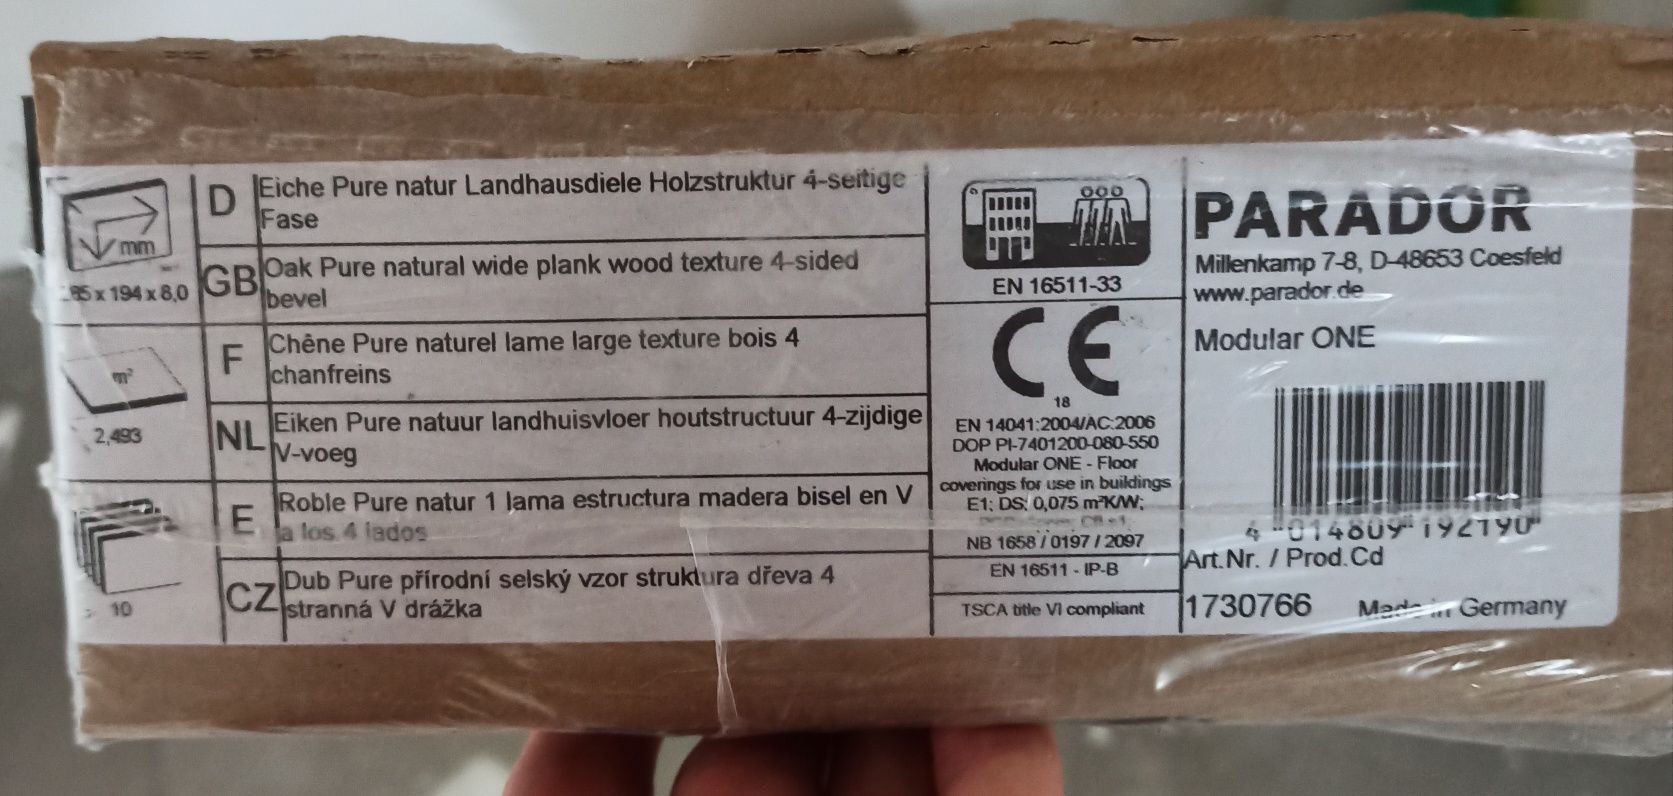 mm
85 x 194 x 8,0
m²
2,493
10
D
Eiche Pure natur Landhausdiele Holzstruktur 4-seitige
Fase
GB
Oak Pure natural wide plank wood texture 4-sided
bevel
F
Chêne Pure naturel lame large texture bois 4
chanfreins
NL
Eiken Pure natuur landhuisvloer houtstructuur 4-zijdige
V-voeg
E
Roble Pure natur 1 lama estructura madera bisel en V
a los 4 lados
CZ
Dub Pure přírodní selský vzor struktura dřeva 4
stranná V drážka
EN 16511-33
CE
18
EN 14041:2004/AC:2006
DOP PI-7401200-080-550
Modular ONE - Floor
coverings for use in buildings
E1; DS; 0,075 m²K/W;
NB 1658 / 0197 / 2097
EN 16511 - IP-B
TSCA title VI compliant
PARADOR
Millenkamp 7-8, D-48653 Coesfeld
www.parador.de
Modular ONE
4 014809 192190
Art.Nr. / Prod.Cd
1730766 Made in Germany